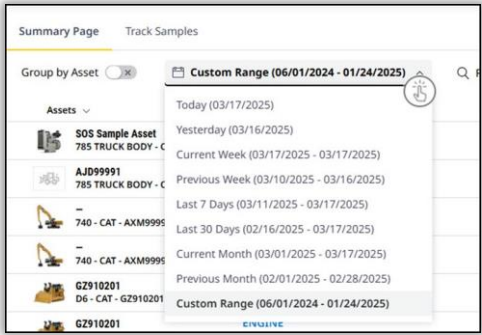 Summary Page Track Samples
Group by Asset Custom Range (06/01/2024 - 01/24/2025)
Assets
Today (03/17/2025)
Yesterday (03/16/2025)
Current Week (03/17/2025 - 03/17/2025)
Previous Week (03/10/2025 - 03/16/2025)
Last 7 Days (03/11/2025 - 03/17/2025)
Last 30 Days (02/16/2025 - 03/17/2025)
Current Month (03/01/2025 - 03/17/2025)
Previous Month (02/01/2025 - 02/28/2025)
Custom Range (06/01/2024 - 01/24/2025)
SOS Sample Asset
785 TRUCK BODY - C
AJD99991
785 TRUCK BODY - C
–
740 - CAT - AXM9999
–
740 - CAT - AXM9999
GZ910201
D6 - CAT - GZ910201
GZ910201
ENGINE